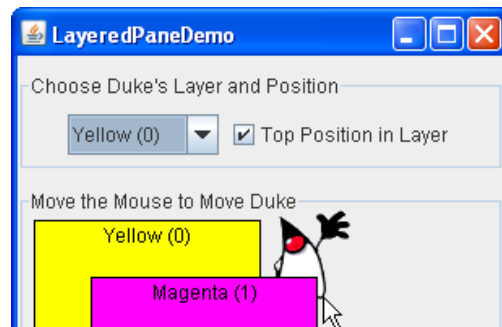 LayeredPaneDemo
Choose Duke's Layer and Position
Yellow (0)
Top Position in Layer
Move the Mouse to Move Duke
Yellow (0)
Magenta (1)